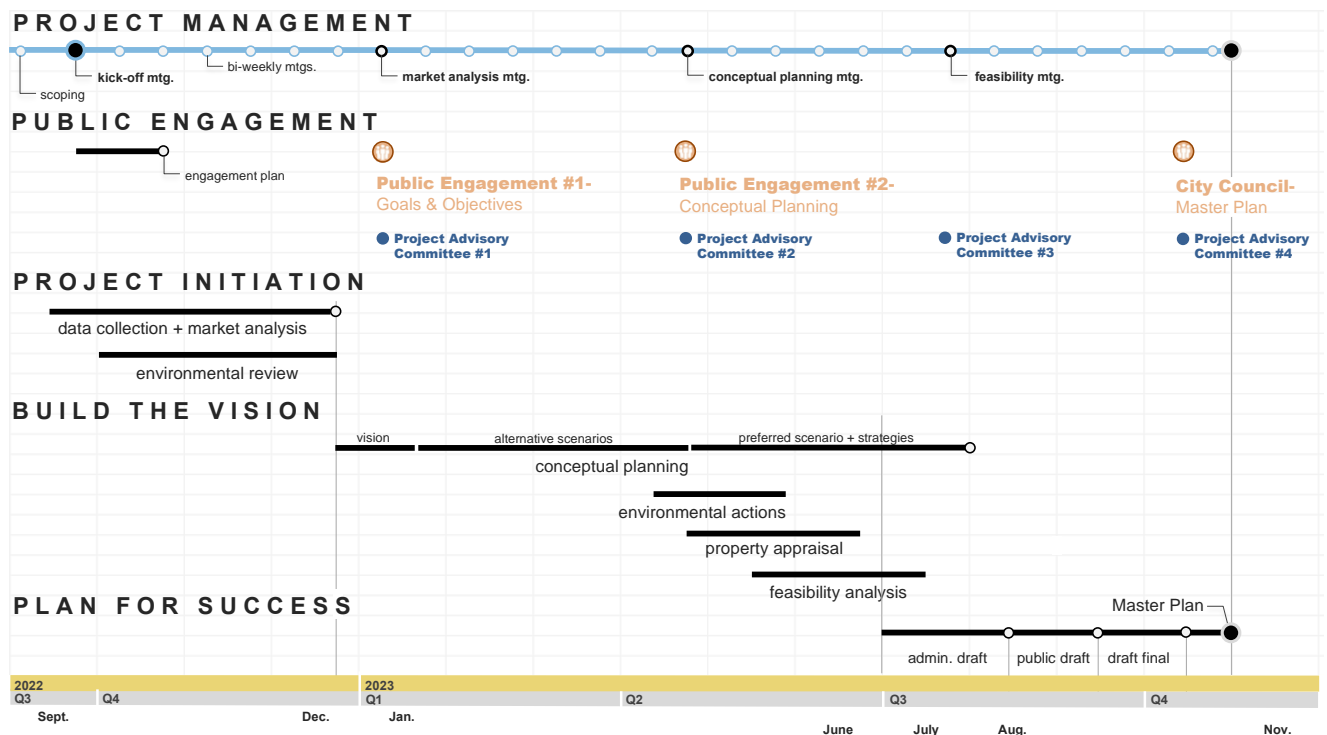 PROJECT MANAGEMENT
bi-weekly mtgs.
kick-off mtg.
market analysis mtg.
conceptual planning mtg.
feasibility mtg.
scoping
PUBLIC ENGAGEMENT
engagement plan
Public Engagement #1-
Goals & Objectives
Public Engagement #2-
Conceptual Planning
City Council-
Master Plan
Project Advisory
Committee #1
Project Advisory
Committee #2
Project Advisory
Committee #3
Project Advisory
Committee #4
PROJECT INITIATION
data collection + market analysis
environmental review
BUILD THE VISION
vision
alternative scenarios
preferred scenario + strategies
conceptual planning
environmental actions
property appraisal
feasibility analysis
PLAN FOR SUCCESS
Master Plan
admin. draft
public draft
draft final
2022
2023
Q3
Q4
Q1
Q2
Q3
Q4
Sept.
Dec.
Jan.
June
July
Aug.
Nov.